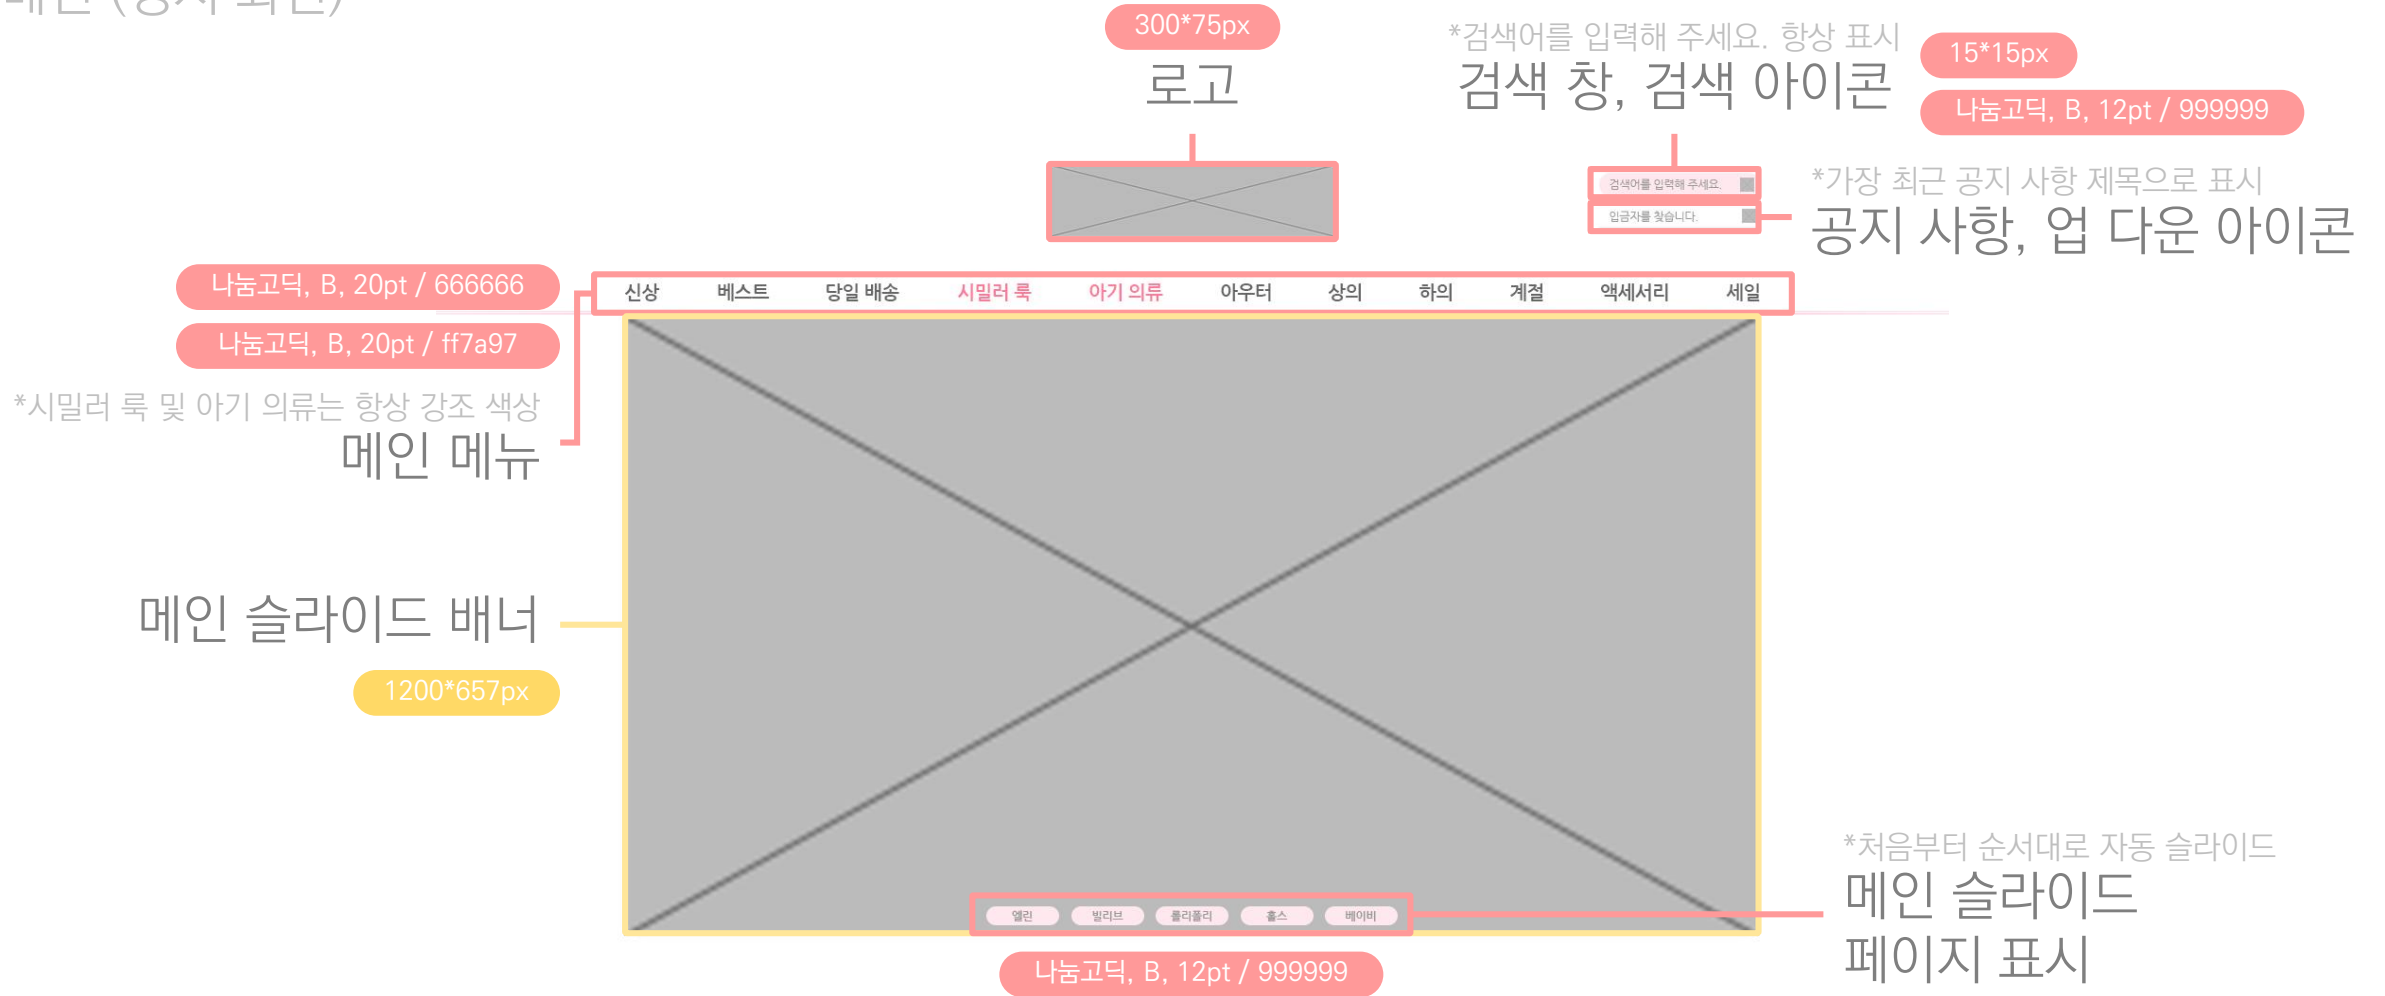 300*75px
로고
*검색어를 입력해 주세요. 항상 표시
검색 창, 검색 아이콘
15*15px
나눔고딕, B, 12pt / 999999
검색어를 입력해 주세요.
입금자를 찾습니다.
*가장 최근 공지 사항 제목으로 표시
공지 사항, 업 다운 아이콘
나눔고딕, B, 20pt / 666666
나눔고딕, B, 20pt / ff7a97
*시밀러 룩 및 아기 의류는 항상 강조 색상
메인 메뉴
신상 베스트 당일 배송 시밀러 룩 아기 의류 아우터 상의 하의 계절 액세서리 세일
메인 슬라이드 배너
1200*657px
엘린 빌리브 롤리폴리 홀스 베이비
나눔고딕, B, 12pt / 999999
*처음부터 순서대로 자동 슬라이드
메인 슬라이드
페이지 표시